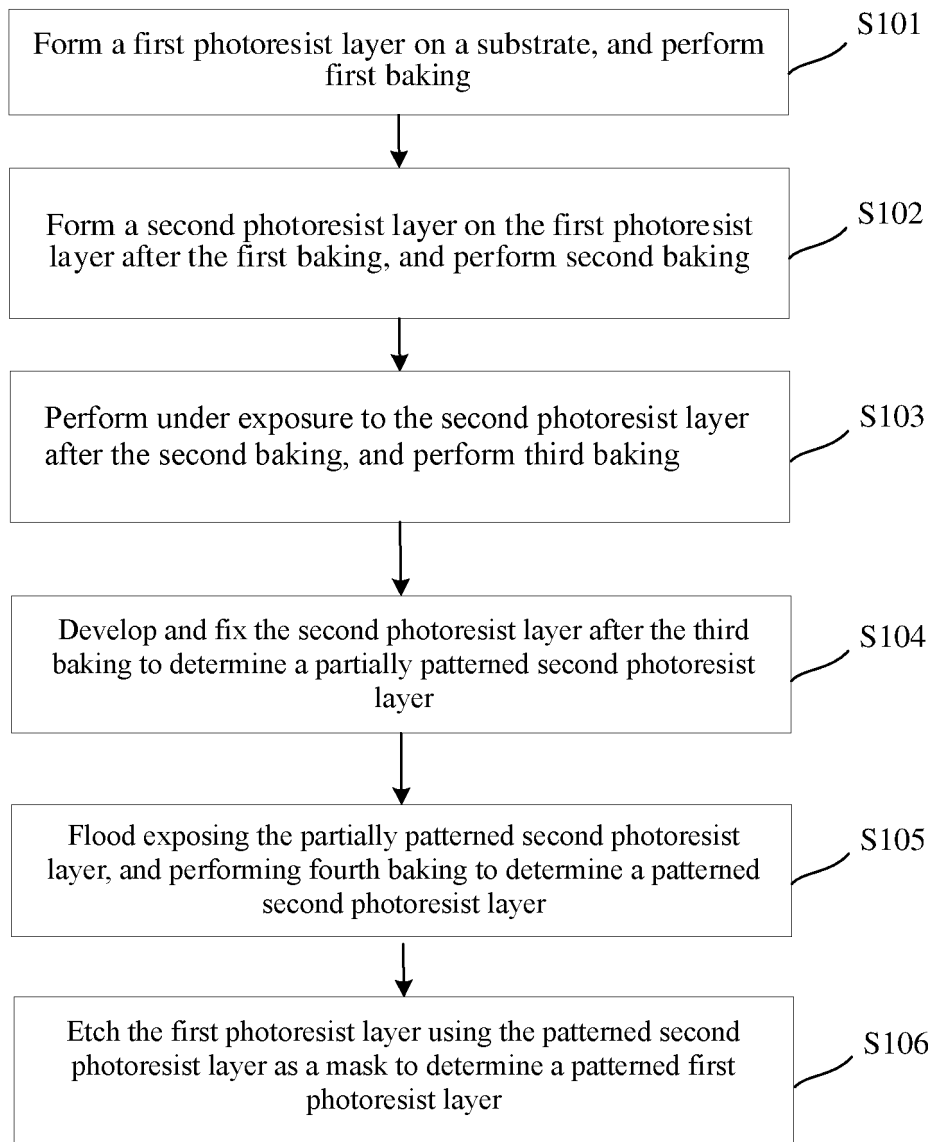 Form a first photoresist layer on a substrate, and perform
first baking
S101
Form a second photoresist layer on the first photoresist
layer after the first baking, and perform second baking
S102
Perform under exposure to the second photoresist layer
after the second baking, and perform third baking
S103
Develop and fix the second photoresist layer after the third
baking to determine a partially patterned second photoresist
layer
S104
Flood exposing the partially patterned second photoresist
layer, and performing fourth baking to determine a patterned
second photoresist layer
S105
Etch the first photoresist layer using the patterned second
photoresist layer as a mask to determine a patterned first
photoresist layer
S106